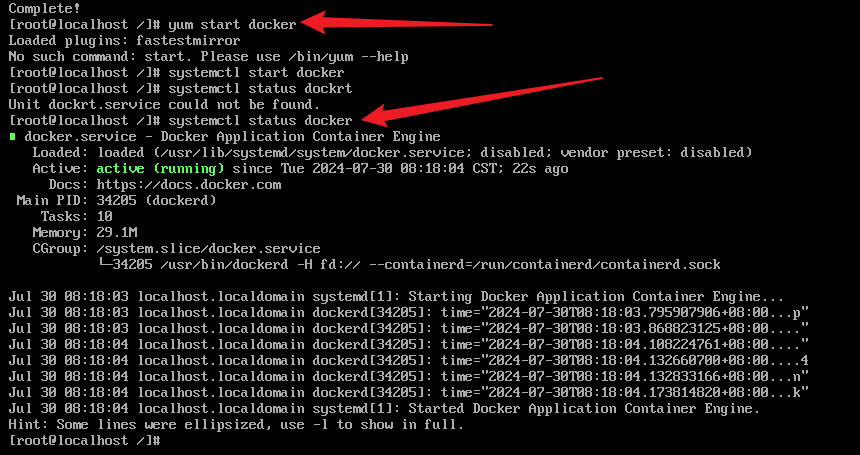 Complete!
[root@localhost /]# yum start docker
Loaded plugins: fastestmirror
No such command: start. Please use /bin/yum --help
[root@localhost /]# systemctl start docker
[root@localhost /]# systemctl status dockrt
Unit dockrt.service could not be found.
[root@localhost /]# systemctl status docker
docker.service - Docker Application Container Engine
Loaded: loaded (/usr/lib/systemd/system/docker.service; disabled; vendor preset: disabled)
Active: active (running) since Tue 2024-07-30 08:18:04 CST; 22s ago
Docs: https://docs.docker.com
Main PID: 34205 (dockerd)
Tasks: 10
Memory: 29.1M
CGroup: /system.slice/docker.service
└─34205 /usr/bin/dockerd -H fd:// --containerd=/run/containerd/containerd.sock
Jul 30 08:18:03 localhost.localdomain systemd[1]: Starting Docker Application Container Engine...
Jul 30 08:18:03 localhost.localdomain dockerd[34205]: time="2024-07-30T08:18:03.795907906+08:00...p"
Jul 30 08:18:03 localhost.localdomain dockerd[34205]: time="2024-07-30T08:18:03.868823125+08:00...."
Jul 30 08:18:04 localhost.localdomain dockerd[34205]: time="2024-07-30T08:18:04.108224761+08:00...."
Jul 30 08:18:04 localhost.localdomain dockerd[34205]: time="2024-07-30T08:18:04.132660700+08:00....4
Jul 30 08:18:04 localhost.localdomain dockerd[34205]: time="2024-07-30T08:18:04.132833166+08:00...n"
Jul 30 08:18:04 localhost.localdomain dockerd[34205]: time="2024-07-30T08:18:04.173814820+08:00...k"
Jul 30 08:18:04 localhost.localdomain systemd[1]: Started Docker Application Container Engine.
Hint: Some lines were ellipsized, use -l to show in full.
[root@localhost /]#